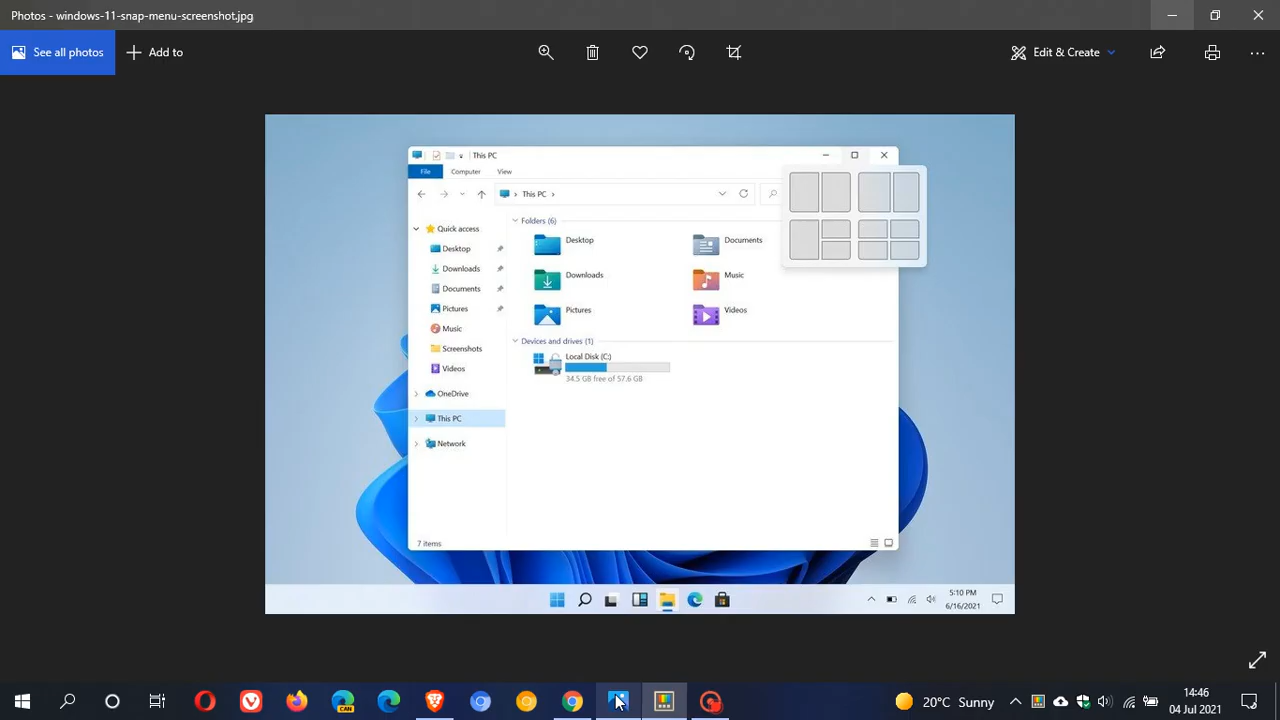 Photos - windows-11-snap-menu-screenshot.jpg
See all photos
Add to
Edit & Create
This PC
File
Computer
View
This PC
Folders (6)
Quick access
Desktop
Downloads
Documents
Pictures
Music
Screenshots
Videos
OneDrive
This PC
Network
Desktop
Documents
Downloads
Music
Pictures
Videos
Devices and drives (1)
Local Disk (C:)
34.5 GB free of 57.6 GB
7 items
5:10 PM
6/16/2021
CAN
20°C Sunny
14:46
04 Jul 2021